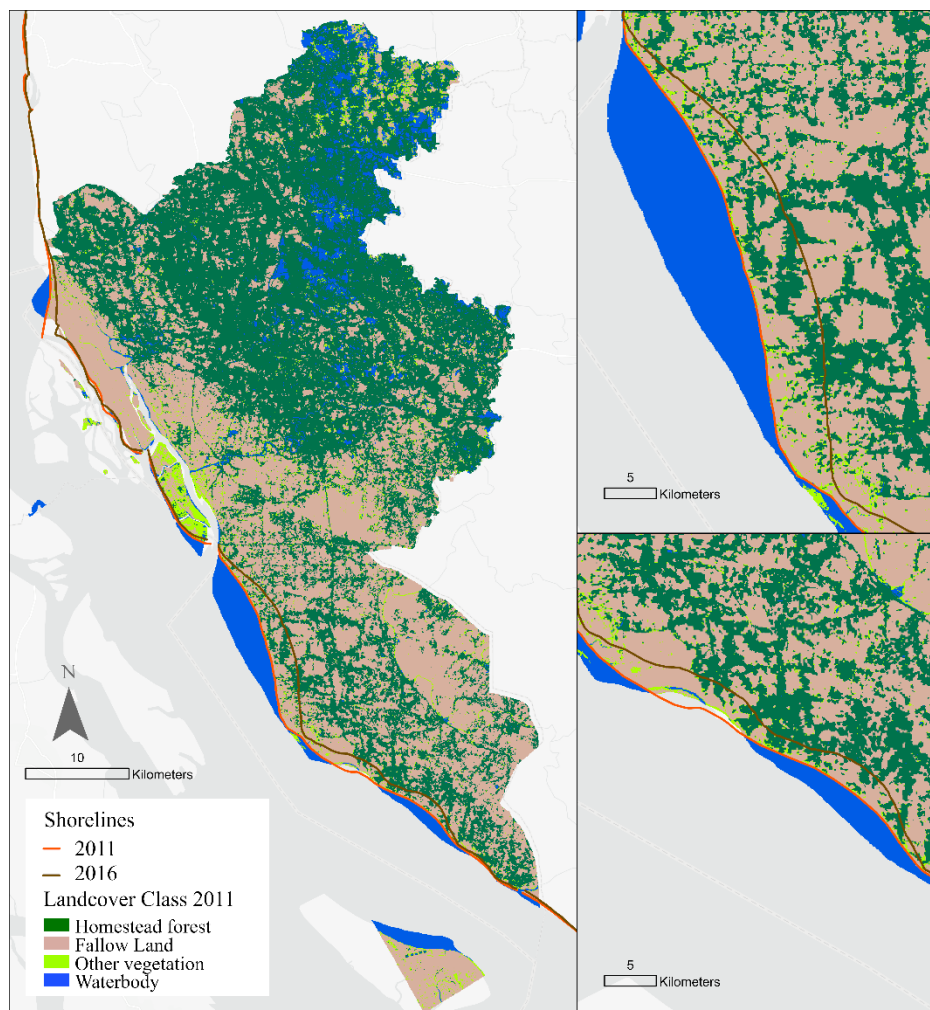 N
10
Kilometers
Shorelines
2011
2016
Landcover Class 2011
Homestead forest
Fallow Land
Other vegetation
Waterbody
5
Kilometers
5
Kilometers